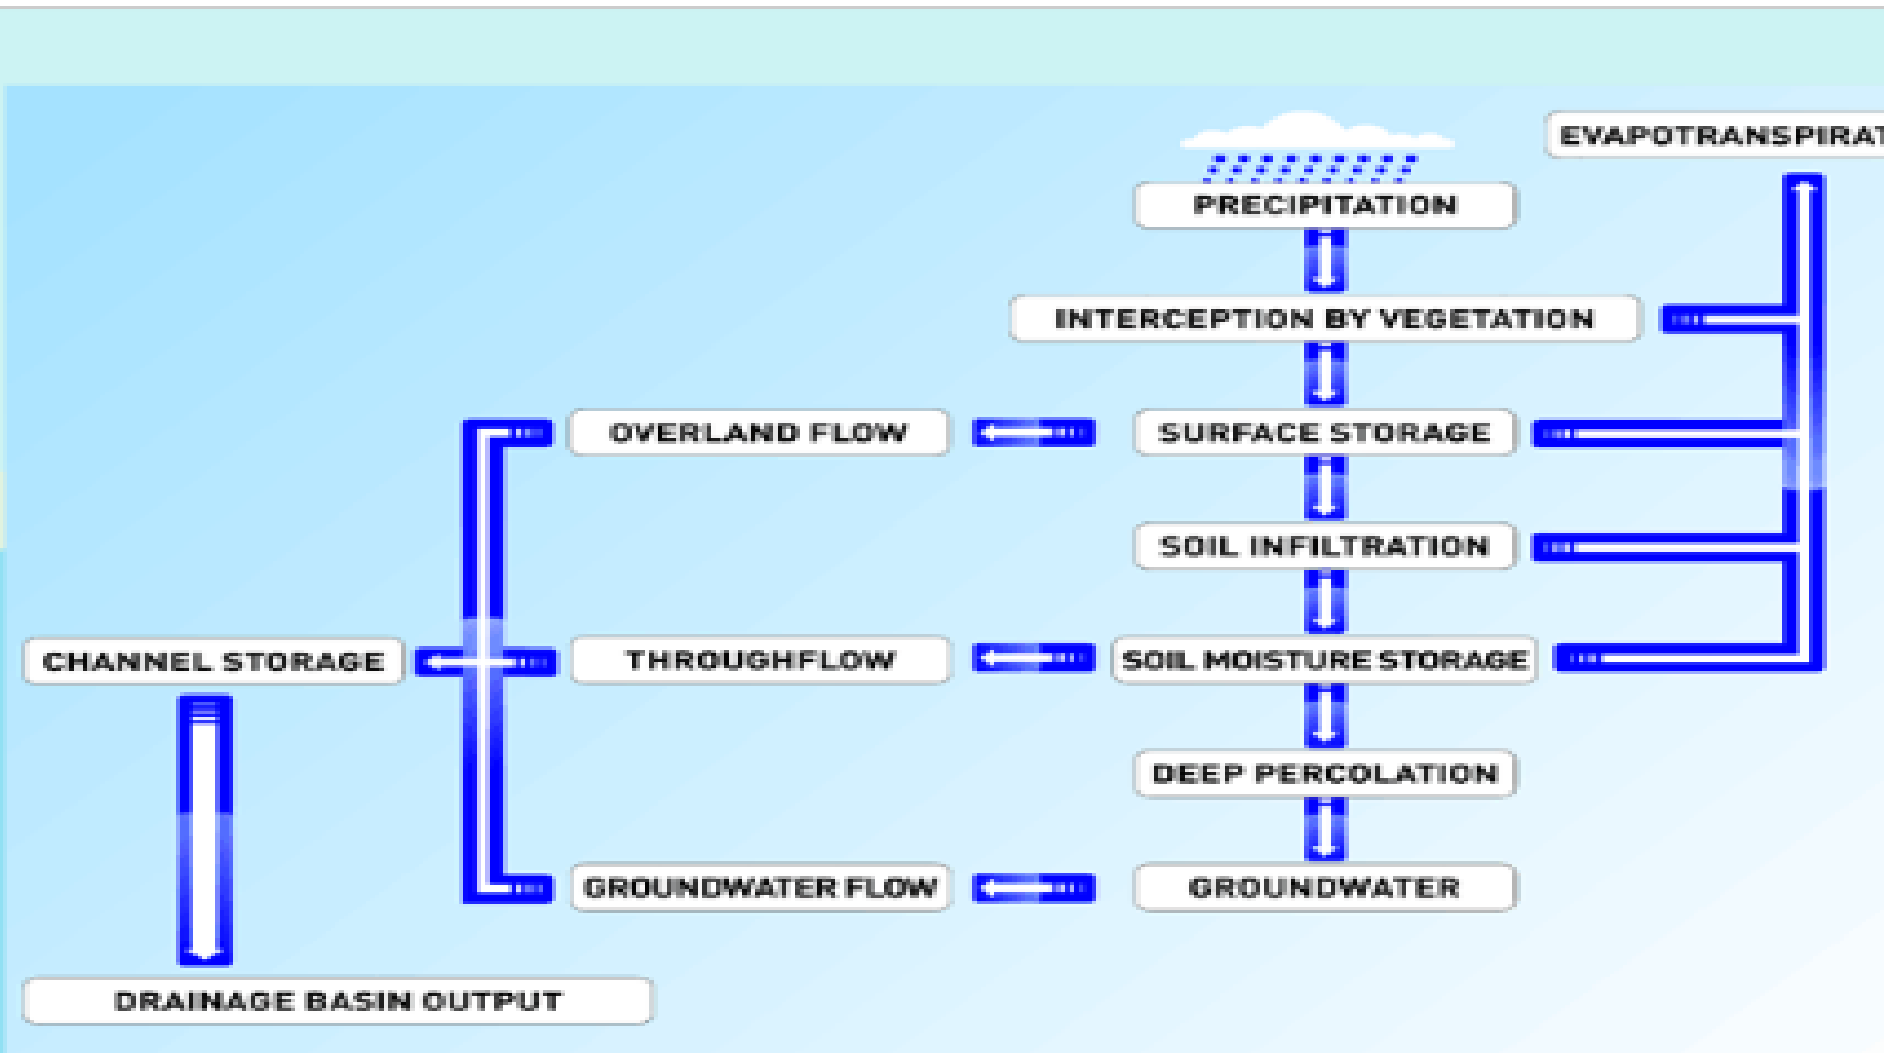 EVAPOTRANSPIRAT
PRECIPITATION
INTERCEPTION BY VEGETATION
OVERLAND FLOW
SURFACE STORAGE
SOIL INFILTRATION
CHANNEL STORAGE
THROUGHFLOW
SOIL MOISTURE STORAGE
DEEP PERCOLATION
GROUNDWATER FLOW
GROUNDWATER
DRAINAGE BASIN OUTPUT